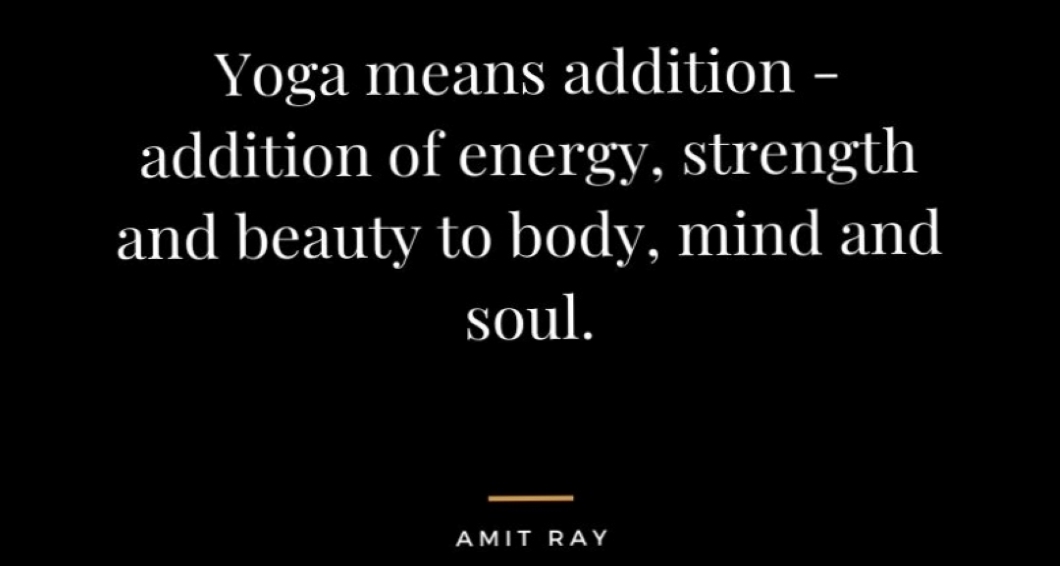 Yoga means addition -
addition of energy, strength
and beauty to body, mind and
soul.
AMIT RAY